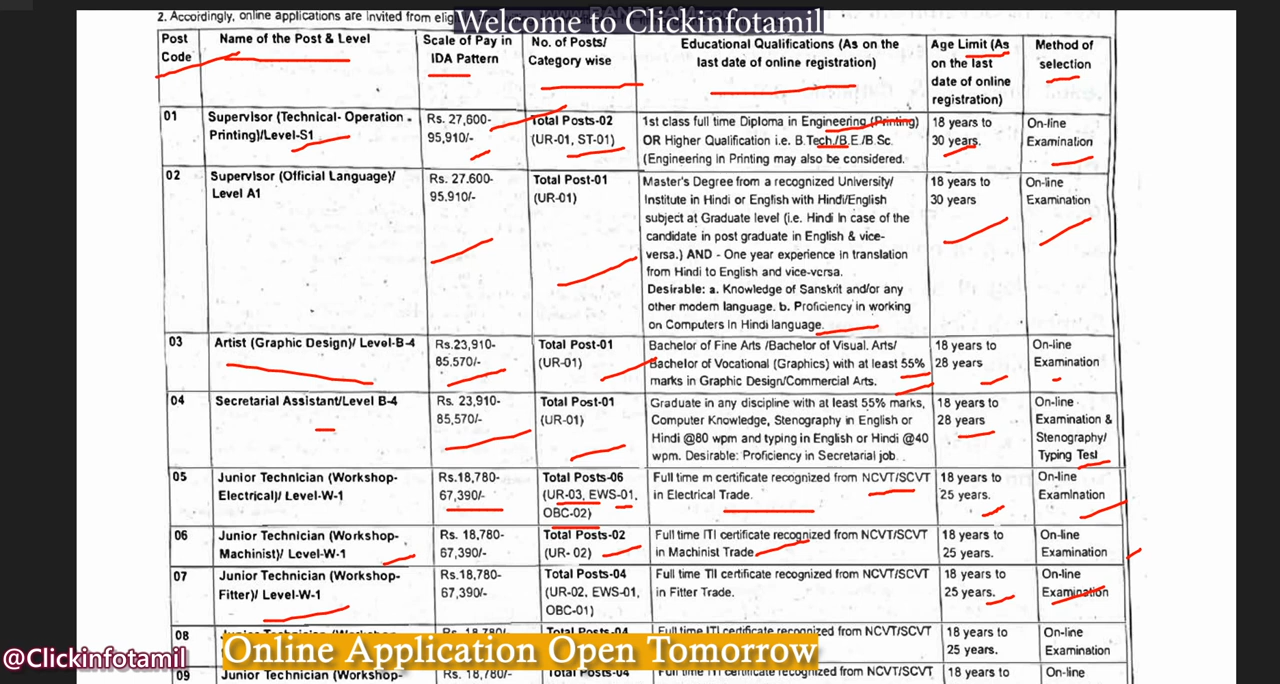 2. Accordingly, online applications are Invited from
Welcome to Clickinfotamil
Post Code
Name of the Post & Level
Scale of Pay in IDA Pattern
No. of Posts/ Category wise
Educational Qualifications (As on the last date of online registration)
Age Limit (As on the last date of online registration)
Method of selection
01
Supervisor (Technical- Operation - Printing)/Level-S1
Rs. 27,600-
95,910/-
Total Posts-02
(UR-01, ST-01)
1st class full time Diploma in Engineering (Printing)
OR Higher Qualification i.e. B.Tech./B.E./B.Sc.
(Engineering In Printing may also be considered.
18 years to
30 years.
On-line
Examination
02
Supervisor (Official Language)/
Level A1
Rs. 27.600-
95.910/-
Total Post-01
(UR-01)
Master's Degree from a recognized University/
Institute in Hindi or English with Hindi/English
subject at Graduate level (i.e. Hindi In case of the
candidate in post graduate in English & vice-
versa.) AND - One year experience in translation
from Hindi to English and vice-versa.
Desirable: a. Knowledge of Sanskrit and/or any
other modem language. b. Proficiency in working
on Computers In Hindi language.
18 years to
30 years
On-line
Examination
03
Artist (Graphic Design)/ Level-B-4
Rs.23,910-
85.570/-
Total Post-01
(UR-01)
Bachelor of Fine Arts /Bachelor of Visual. Arts/
Bachelor of Vocational (Graphics) with at least 55%
marks in Graphic Design/Commercial Arts.
18 years to
28 years
On-line
Examination
04
Secretarial Assistant/Level B-4
Rs. 23,910-
85,570/-
Total Post-01
(UR-01)
Graduate in any discipline with at least 55% marks,
Computer Knowledge, Stenography in English or
Hindi @80 wpm and typing in English or Hindi @40
wpm. Desirable: Proficiency in Secretarial job.
18 years to
28 years
On-line
Examination &
Stenography/
Typing Test
05
Junior Technician (Workshop-
Electrical)/ Level-W-1
Rs.18,780-
67,390/-
Total Posts-06
(UR-03, EWS-01,
OBC-02)
Full time m certificate recognized from NCVT/SCVT
in Electrical Trade.
18 years to
25 years.
On-line
Examination
06
Junior Technician (Workshop-
Machinist)/ Level-W-1
Rs. 18,780-
67,390/-
Total Posts-02
(UR- 02)
Full time ITI certificate recognized from NCVT/SCVT
in Machinist Trade
18 years to
25 years.
On-line
Examination
07
Junior Technician (Workshop-
Fitter)/ Level-W-1
Rs.18,780-
67,390/-
Total Posts-04
(UR-02, EWS-01,
OBC-01)
Full time TII certificate recognized from NCVT/SCVT
in Fitter Trade.
18 years to
25 years.
On-line
Examination
08
Full time ITI certificate recognized from NCVT/SCVT
18 years to
25 years.
On-line
Examination
09
Junior Technician (Workshop-
Rs. 18,780/-
Total Posts-04
Full time ITI certificate recognized from NCVT/SCVT
18 years to
On-line
@Clickinfotamil
Online Application Open Tomorrow